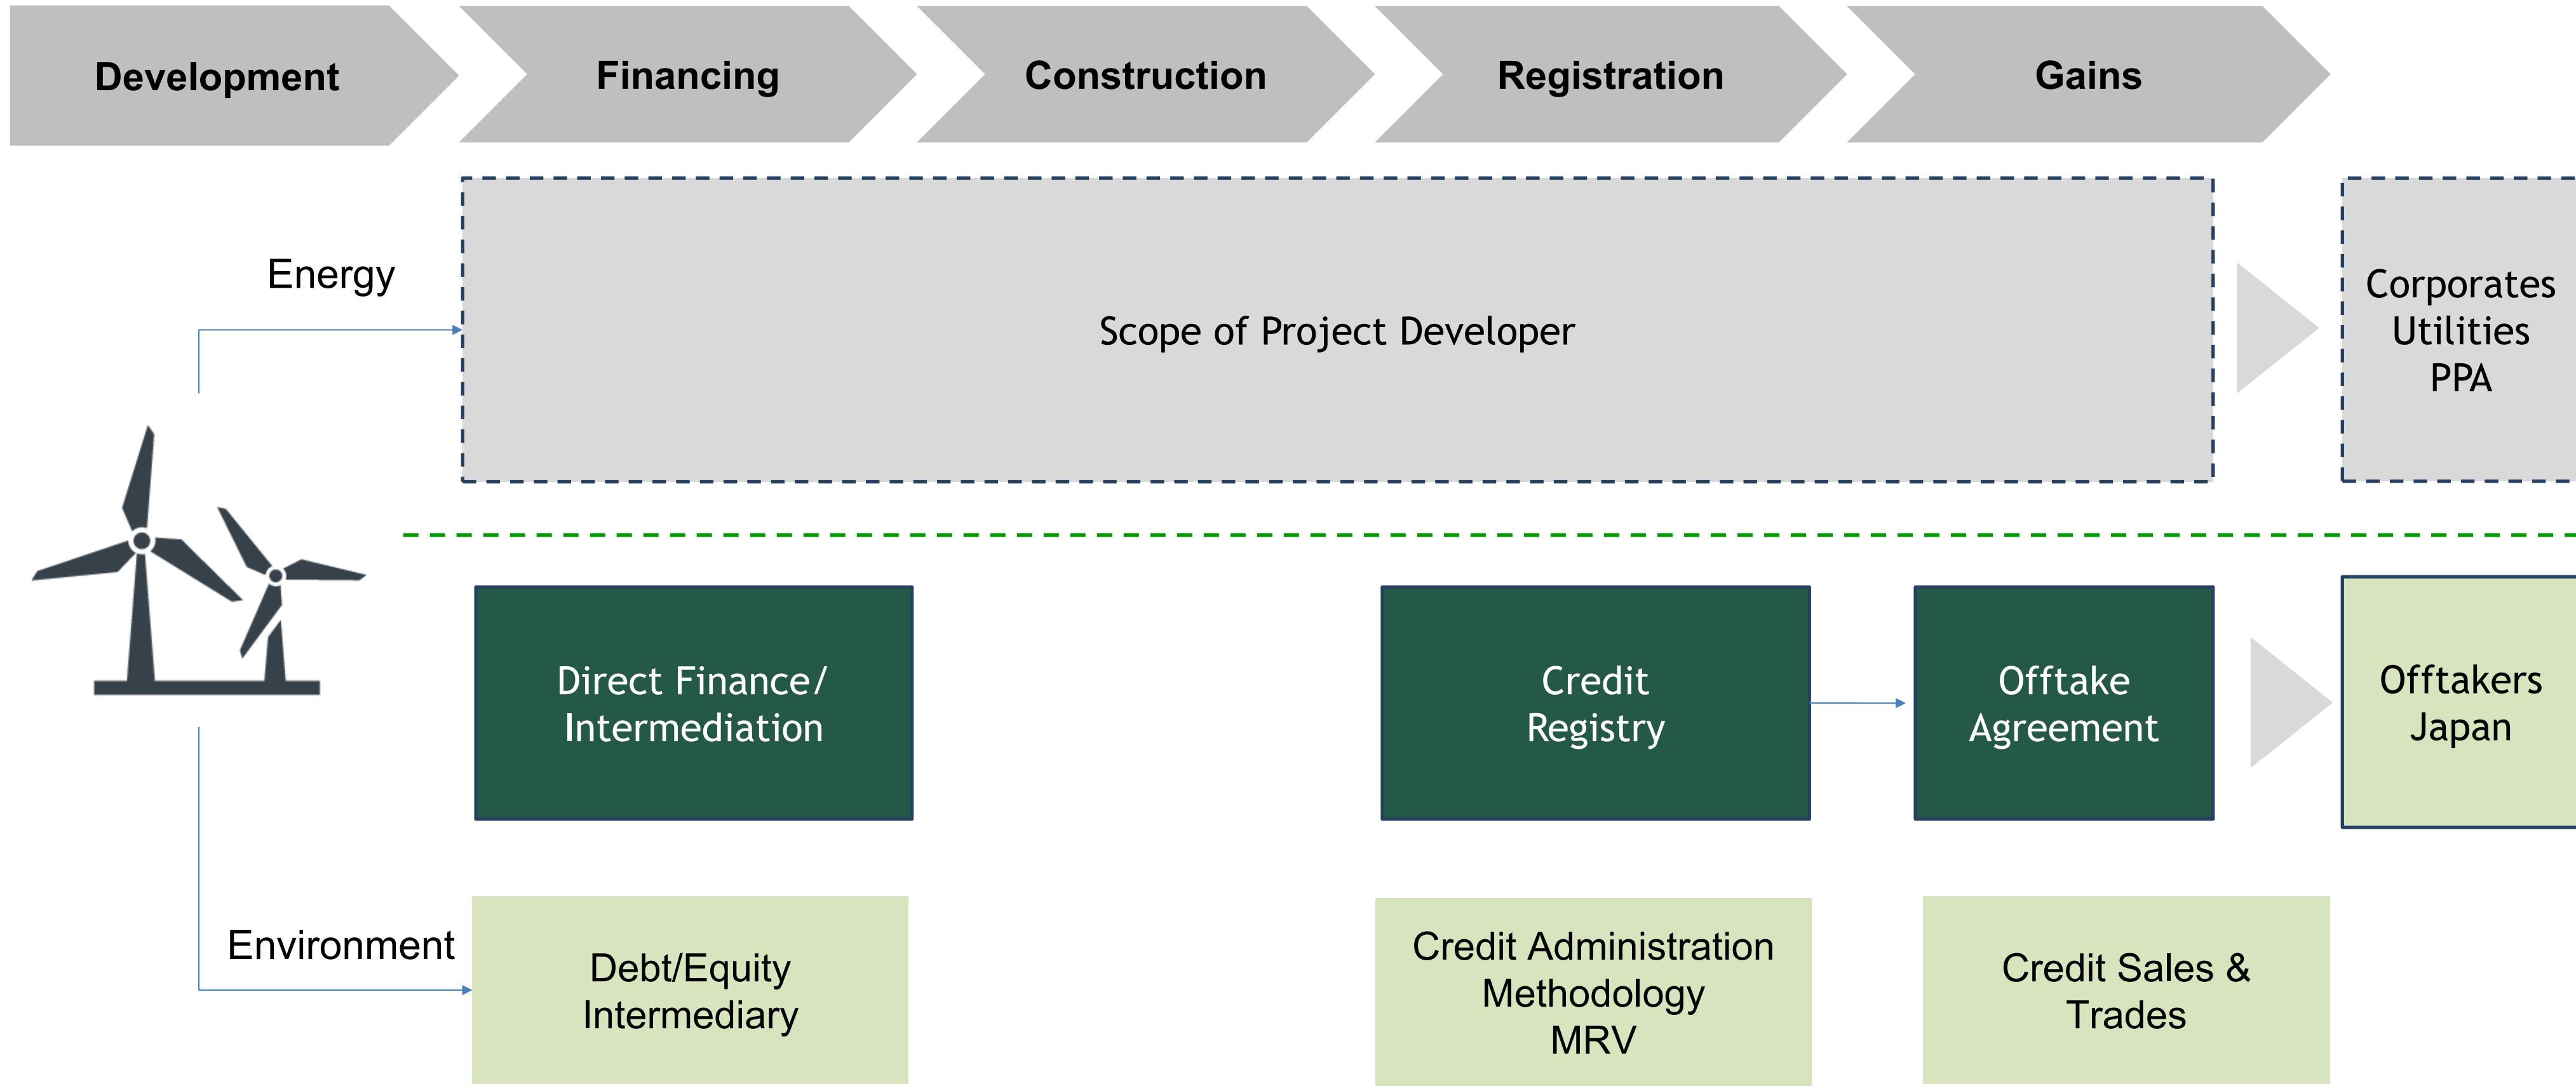 Development
Financing
Construction
Registration
Gains
Energy
Scope of Project Developer
Corporates
Utilities
PPA
Direct Finance/
Intermediation
Credit
Registry
Offtake
Agreement
Offtakers
Japan
Environment
Debt/Equity
Intermediary
Credit Administration
Methodology
MRV
Credit Sales &
Trades